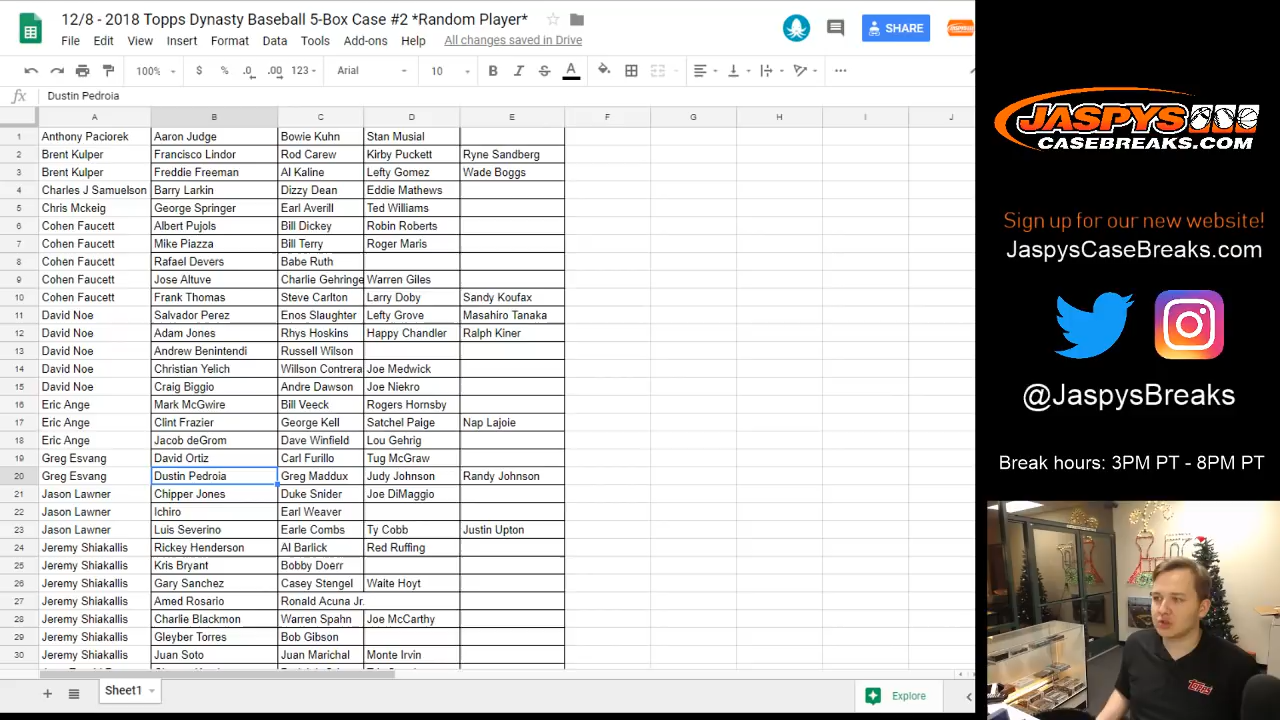 12/8 - 2018 Topps Dynasty Baseball 5-Box Case #2 *Random Player*
File Edit View Insert Format Data Tools Add-ons Help All changes saved in Drive
SHARE
100% $ % .0 .00 123 Arial 10 B I S A
fx Dustin Pedroia
A B C D E F G H I J
1 Anthony Paciorek Aaron Judge Bowie Kuhn Stan Musial
2 Brent Kulper Francisco Lindor Rod Carew Kirby Puckett Ryne Sandberg
3 Brent Kulper Freddie Freeman Al Kaline Lefty Gomez Wade Boggs
4 Charles J Samuelson Barry Larkin Dizzy Dean Eddie Mathews
5 Chris Mckeig George Springer Earl Averill Ted Williams
6 Cohen Faucett Albert Pujols Bill Dickey Robin Roberts
7 Cohen Faucett Mike Piazza Bill Terry Roger Maris
8 Cohen Faucett Rafael Devers Babe Ruth
9 Cohen Faucett Jose Altuve Charlie Gehringe Warren Giles
10 Cohen Faucett Frank Thomas Steve Carlton Larry Doby Sandy Koufax
11 David Noe Salvador Perez Enos Slaughter Lefty Grove Masahiro Tanaka
12 David Noe Adam Jones Rhys Hoskins Happy Chandler Ralph Kiner
13 David Noe Andrew Benintendi Russell Wilson
14 David Noe Christian Yelich Willson Contrera Joe Medwick
15 David Noe Craig Biggio Andre Dawson Joe Niekro
16 Eric Ange Mark McGwire Bill Veeck Rogers Hornsby
17 Eric Ange Clint Frazier George Kell Satchel Paige Nap Lajoie
18 Eric Ange Jacob deGrom Dave Winfield Lou Gehrig
19 Greg Esvang David Ortiz Carl Furillo Tug McGraw
20 Greg Esvang Dustin Pedroia Greg Maddux Judy Johnson Randy Johnson
21 Jason Lawner Chipper Jones Duke Snider Joe DiMaggio
22 Jason Lawner Ichiro Earl Weaver
23 Jason Lawner Luis Severino Earle Combs Ty Cobb Justin Upton
24 Jeremy Shiakallis Rickey Henderson Al Barlick Red Ruffing
25 Jeremy Shiakallis Kris Bryant Bobby Doerr
26 Jeremy Shiakallis Gary Sanchez Casey Stengel Waite Hoyt
27 Jeremy Shiakallis Amed Rosario Ronald Acuna Jr.
28 Jeremy Shiakallis Charlie Blackmon Warren Spahn Joe McCarthy
29 Jeremy Shiakallis Gleyber Torres Bob Gibson
30 Jeremy Shiakallis Juan Soto Juan Marichal Monte Irvin
Sheet1
Explore
JASPYS
CASEBREAKS.COM
Sign up for our new website!
JaspysCaseBreaks.com
@JaspysBreaks
Break hours: 3PM PT - 8PM PT
topps